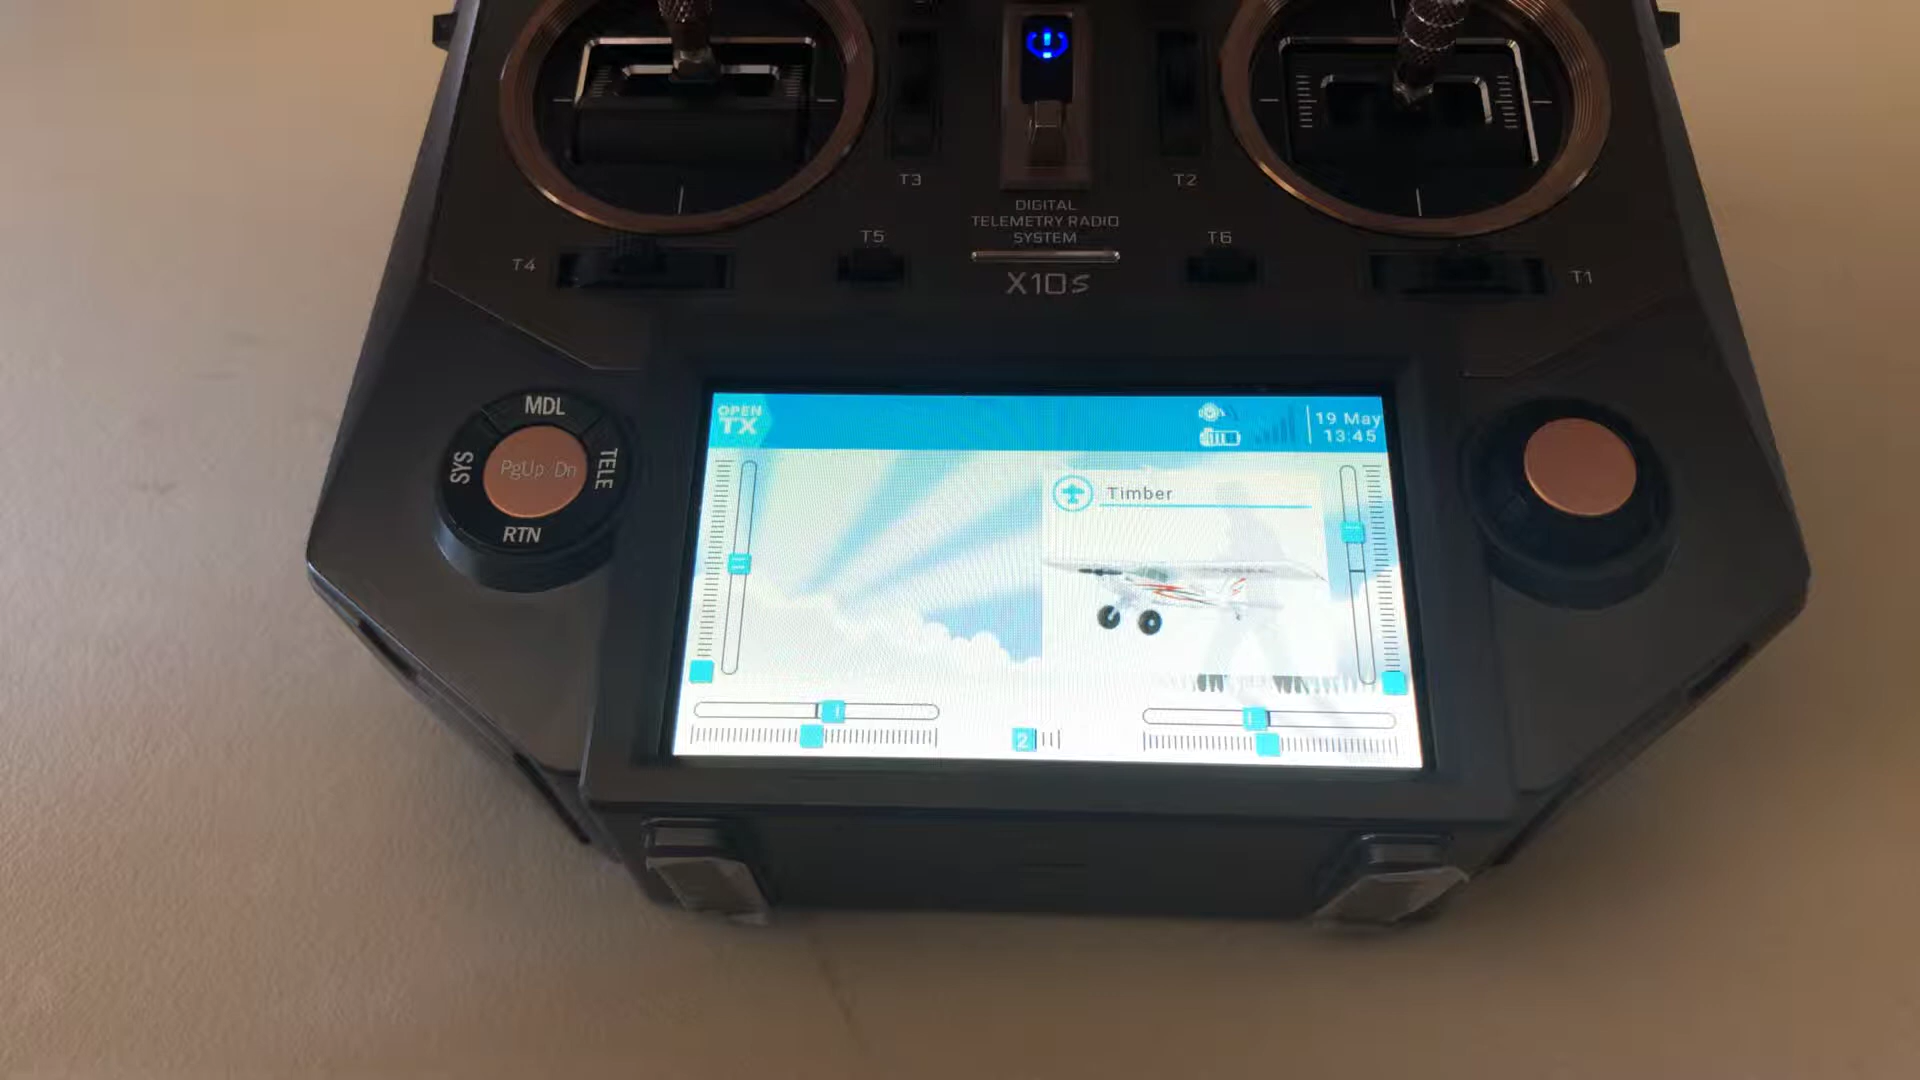 T3
T2
DIGITAL
TELEMETRY RADIO
SYSTEM
T5
T6
T4
X10S
T1
MDL
SYS
PgUp/Dn
TELE
RTN
OPEN
TX
19 May
13:45
Timber
2